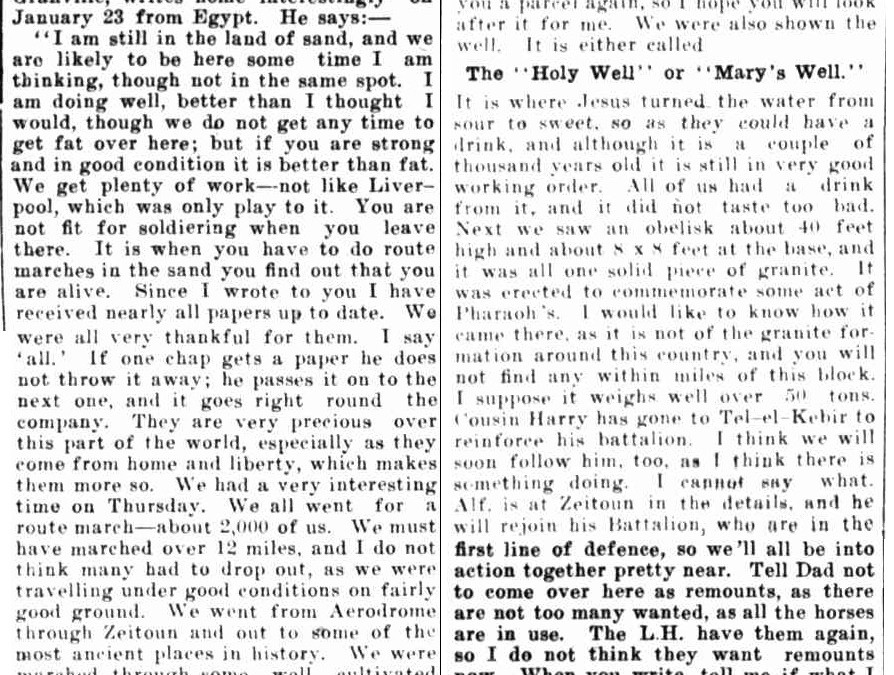 January 23 from Egypt. He says:—
"I am still in the land of sand, and we
are likely to be here some time I am
thinking, though not in the same spot. I
am doing well, better than I thought I
would, though we do not get any time to
get fat over here; but if you are strong
and in good condition it is better than fat.
We get plenty of work—not like Liver-
pool, which was only play to it. You are
not fit for soldiering when you leave
there. It is when you have to do route
marches in the sand you find out that you
are alive. Since I wrote to you I have
received nearly all papers up to date. We
were all very thankful for them. I say
'all.' If one chap gets a paper he does
not throw it away; he passes it on to the
next one, and it goes right round the
company. They are very precious over
this part of the world, especially as they
come from home and liberty, which makes
them more so. We had a very interesting
time on Thursday. We all went for a
route march—about 2,000 of us. We must
have marched over 12 miles, and I do not
think many had to drop out, as we were
travelling under good conditions on fairly
good ground. We went from Aerodrome
through Zeitoun and out to some of the
most ancient places in history. We were
marched through some well cultivated
you a parcel again, so I hope you will look
after it for me. We were also shown the
well. It is either called
The "Holy Well" or "Mary's Well."
It is where Jesus turned the water from
sour to sweet, so as they could have a
drink, and although it is a couple of
thousand years old it is still in very good
working order. All of us had a drink
from it, and it did not taste too bad.
Next we saw an obelisk about 40 feet
high and about 8 x 8 feet at the base, and
it was all one solid piece of granite. It
was erected to commemorate some act of
Pharaoh's. I would like to know how it
came there, as it is not of the granite for-
mation around this country, and you will
not find any within miles of this block.
I suppose it weighs well over 50 tons.
Cousin Harry has gone to Tel-el-Kebir to
reinforce his battalion. I think we will
soon follow him, too, as I think there is
something doing. I cannot say what.
Alf. is at Zeitoun in the details, and he
will rejoin his Battalion, who are in the
first line of defence, so we'll all be into
action together pretty near. Tell Dad not
to come over here as remounts, as there
are not too many wanted, as all the horses
are in use. The L.H. have them again,
so I do not think they want remounts
now. When you write, tell me if what I